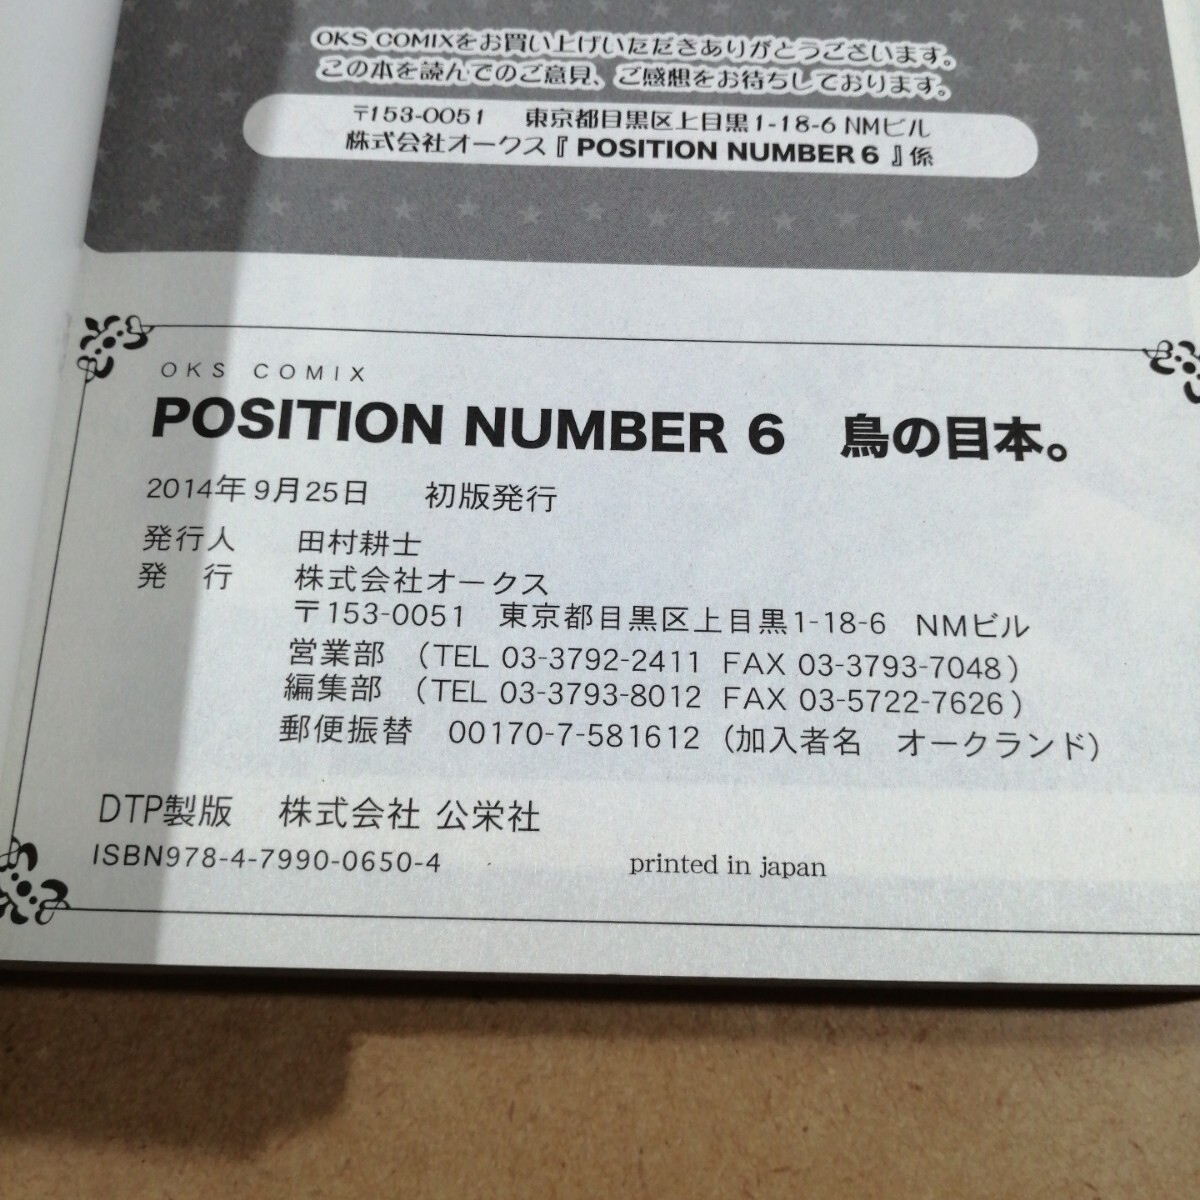 OKS COMIXをお買い上げいただきありがとうございます。
この本を読んでのご意見、ご感想をお待ちしております。
〒153-0051 東京都目黒区上目黒1-18-6 NMビル
株式会社オークス『 POSITION NUMBER 6 』係
OKS COMIX
POSITION NUMBER 6 鳥の目本。
2014年9月25日 初版発行
発行人 田村耕士
発 行 株式会社オークス
〒153-0051 東京都目黒区上目黒1-18-6 NMビル
営業部 (TEL 03-3792-2411 FAX 03-3793-7048)
編集部 (TEL 03-3793-8012 FAX 03-5722-7626)
郵便振替 00170-7-581612 (加入者名 オークランド)
DTP製版 株式会社 公栄社
ISBN978-4-7990-0650-4 printed in japan